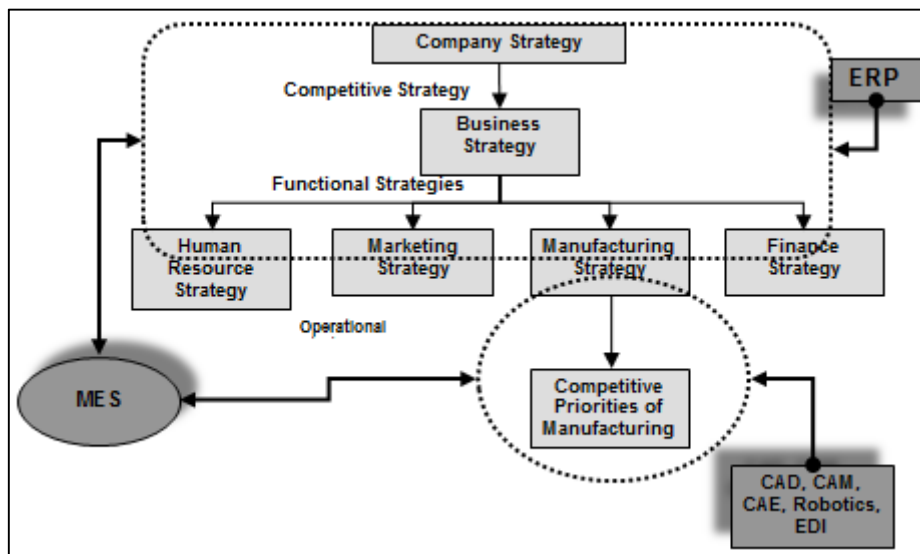 Company Strategy
ERP
Competitive Strategy
Business
Strategy
Functional Strategies
Human
Resource
Strategy
Marketing
Strategy
Manufacturing
Strategy
Finance
Strategy
Operational
MES
Competitive
Priorities of
Manufacturing
CAD, CAM,
CAE, Robotics,
EDI